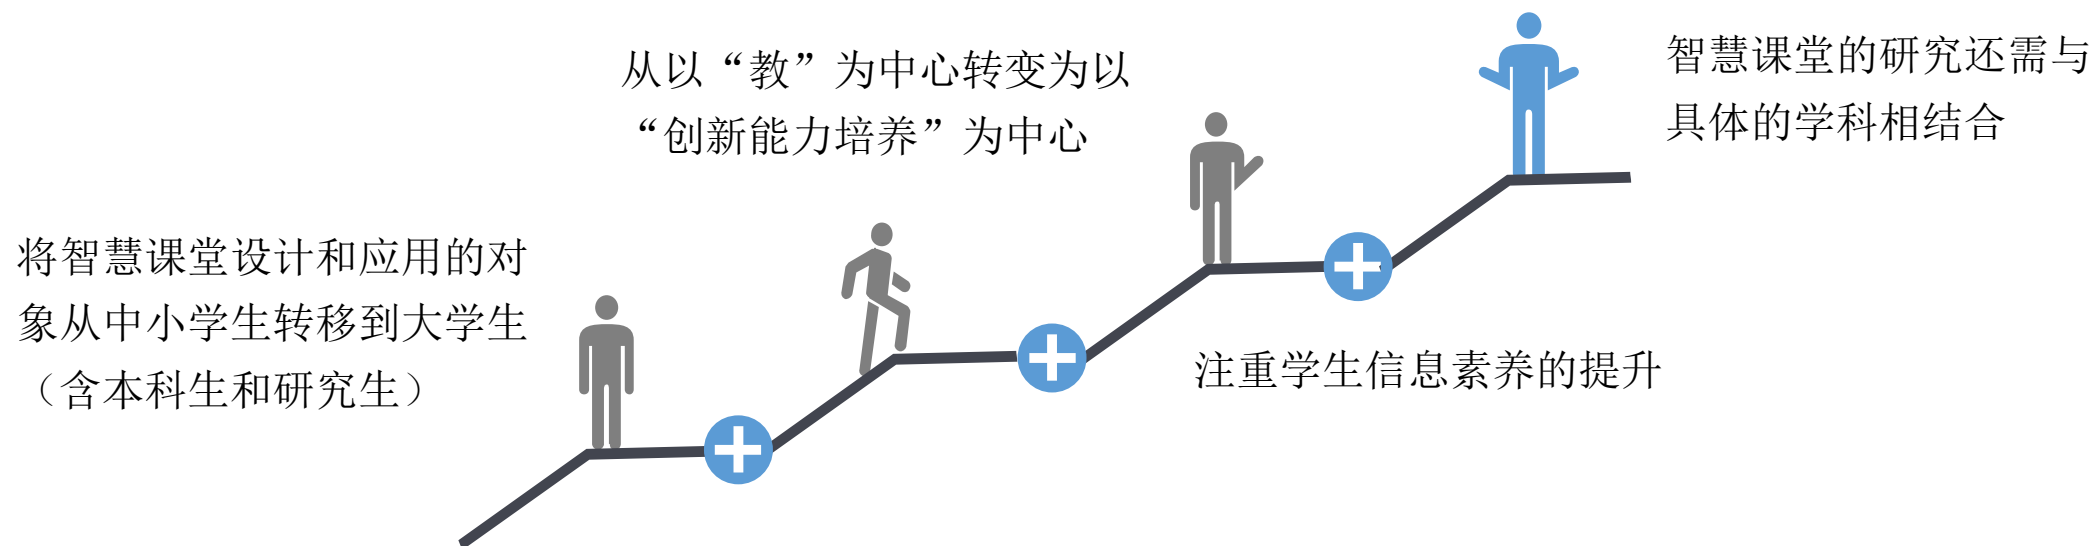 将智慧课堂设计和应用的对
象从中小学生转移到大学生
（含本科生和研究生）
从以“教”为中心转变为以
“创新能力培养”为中心
注重学生信息素养的提升
智慧课堂的研究还需与
具体的学科相结合